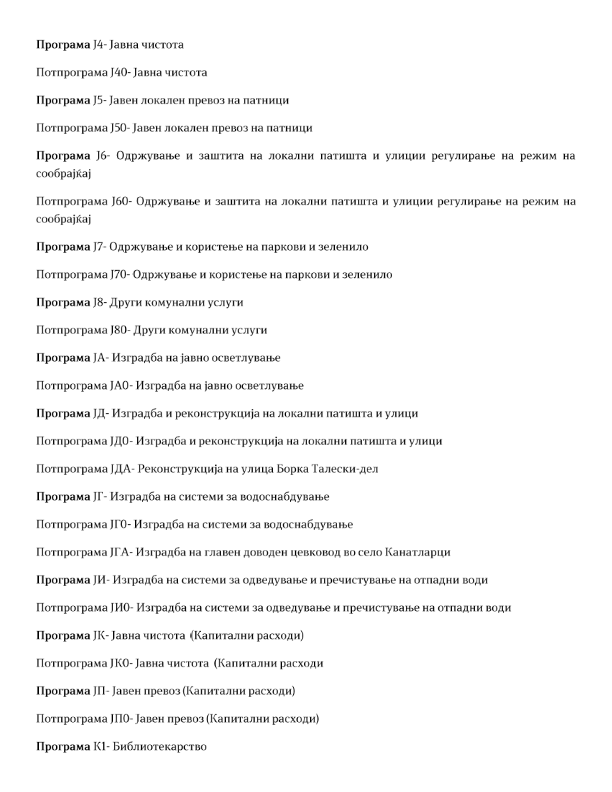 Програма Ј4- Јавна чистота
Потпрограма Ј40- Јавна чистота
Програма Ј5- Јавен локален превоз на патници
Потпрограма Ј50- Јавен локален превоз на патници
Програма Ј6- Одржување и заштита на локални патишта и улиции регулирање на режим на
сообрајќај
Потпрограма Ј60- Одржување и заштита на локални патишта и улиции регулирање на режим на
сообрајќај
Програма Ј7- Одржување и користење на паркови и зеленило
Потпрограма Ј70- Одржување и користење на паркови и зеленило
Програма Ј8- Други комунални услуги
Потпрограма Ј80- Други комунални услуги
Програма ЈА- Изградба на јавно осветлување
Потпрограма ЈА0- Изградба на јавно осветлување
Програма ЈД- Изградба и реконструкција на локални патишта и улици
Потпрограма ЈД0- Изградба и реконструкција на локални патишта и улици
Потпрограма ЈДА- Реконструкција на улица Борка Талески-дел
Програма ЈГ- Изградба на системи за водоснабдување
Потпрограма ЈГ0- Изградба на системи за водоснабдување
Потпрограма ЈГА- Изградба на главен доводен цевковод во село Канатларци
Програма ЈИ- Изградба на системи за одведување и пречистување на отпадни води
Потпрограма ЈИ0- Изградба на системи за одведување и пречистување на отпадни води
Програма ЈК- Јавна чистота (Капитални расходи)
Потпрограма ЈК0- Јавна чистота (Капитални расходи
Програма ЈП- Јавен превоз (Капитални расходи)
Потпрограма ЈП0- Јавен превоз (Капитални расходи)
Програма К1- Библиотекарство